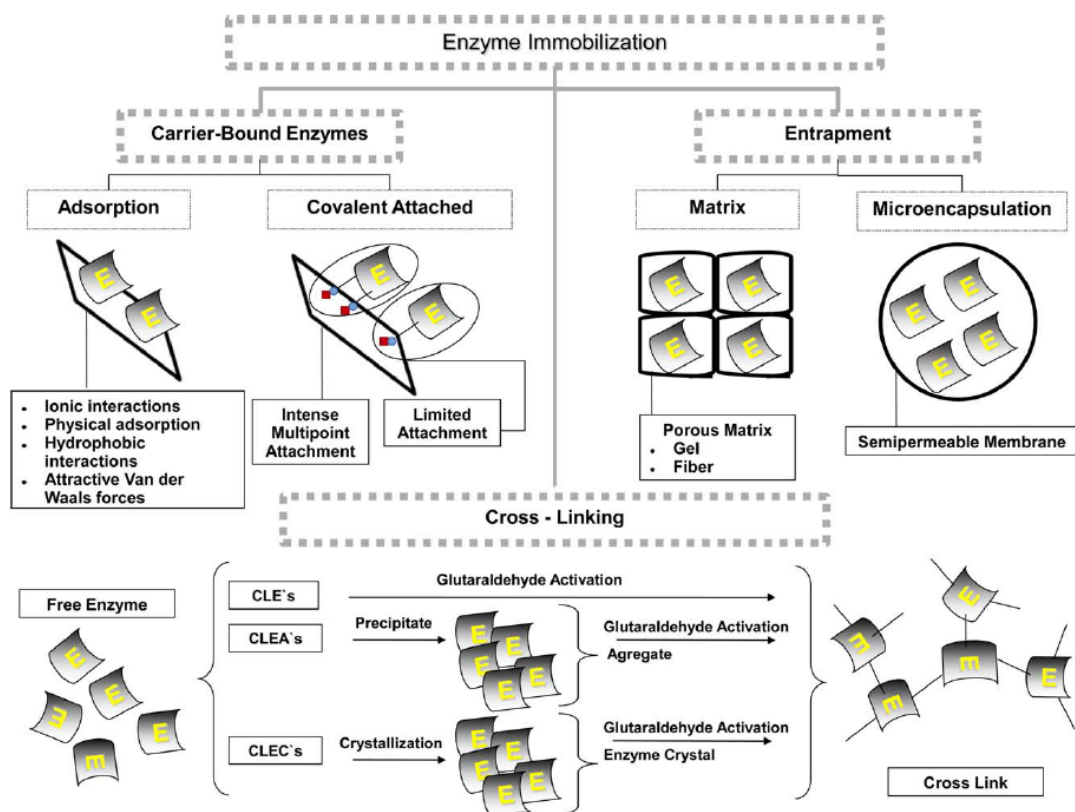 Enzyme Immobilization
Carrier-Bound Enzymes
Entrapment
Adsorption
Covalent Attached
Matrix
Microencapsulation
E
E
E
E
E
E
E
E
E
E
E
E
• Ionic interactions
• Physical adsorption
• Hydrophobic
interactions
• Attractive Van der
Waals forces
Intense
Multipoint
Attachment
Limited
Attachment
Porous Matrix
• Gel
• Fiber
Semipermeable Membrane
Cross - Linking
Free Enzyme
E
E
E
E
E
CLE`s
Glutaraldehyde Activation
CLEA`s
Precipitate
E
E
E
E
E
E
Glutaraldehyde Activation
Agregate
CLEC`s
Crystallization
E
E
E
E
E
E
Glutaraldehyde Activation
Enzyme Crystal
E
E
E
E
E
Cross Link